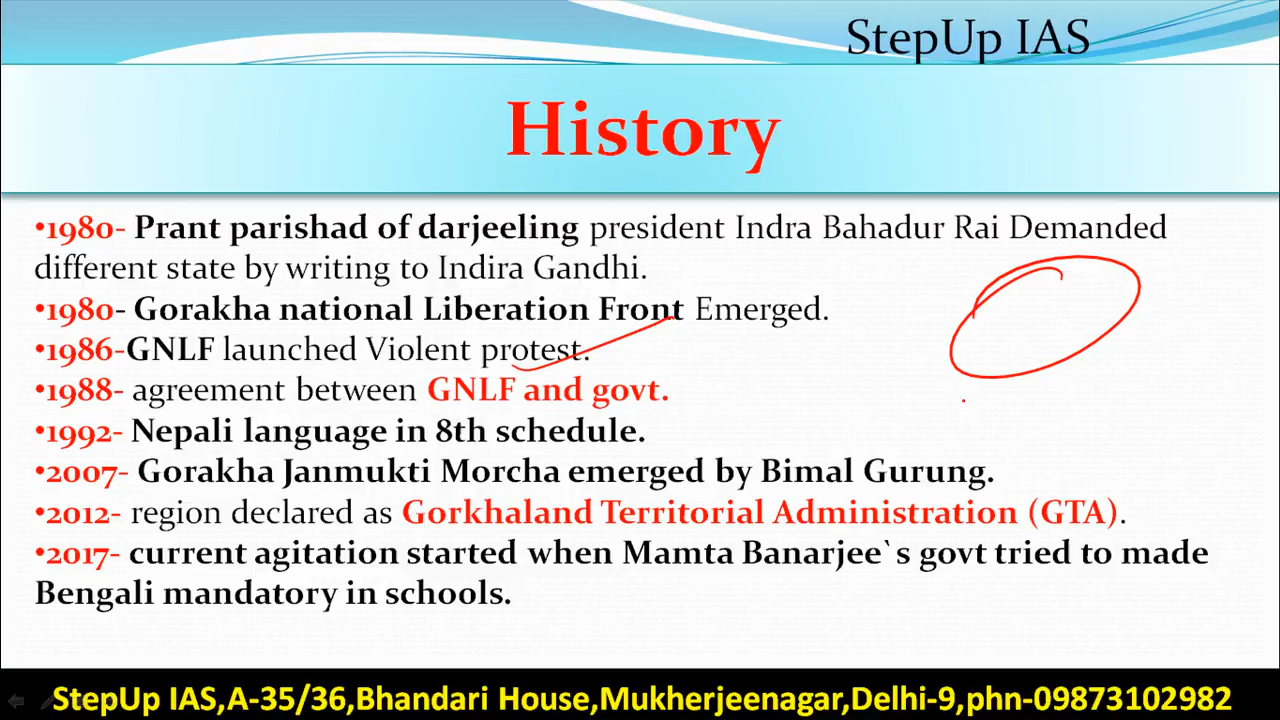 StepUp IAS
History
•1980- Prant parishad of darjeeling president Indra Bahadur Rai Demanded
different state by writing to Indira Gandhi.
•1980- Gorakha national Liberation Front Emerged.
•1986-GNLF launched Violent protest.
•1988- agreement between GNLF and govt.
•1992- Nepali language in 8th schedule.
•2007- Gorakha Janmukti Morcha emerged by Bimal Gurung.
•2012- region declared as Gorkhaland Territorial Administration (GTA).
•2017- current agitation started when Mamta Banarjee`s govt tried to made
Bengali mandatory in schools.
StepUp IAS,A-35/36,Bhandari House,Mukherjeenagar,Delhi-9,phn-09873102982